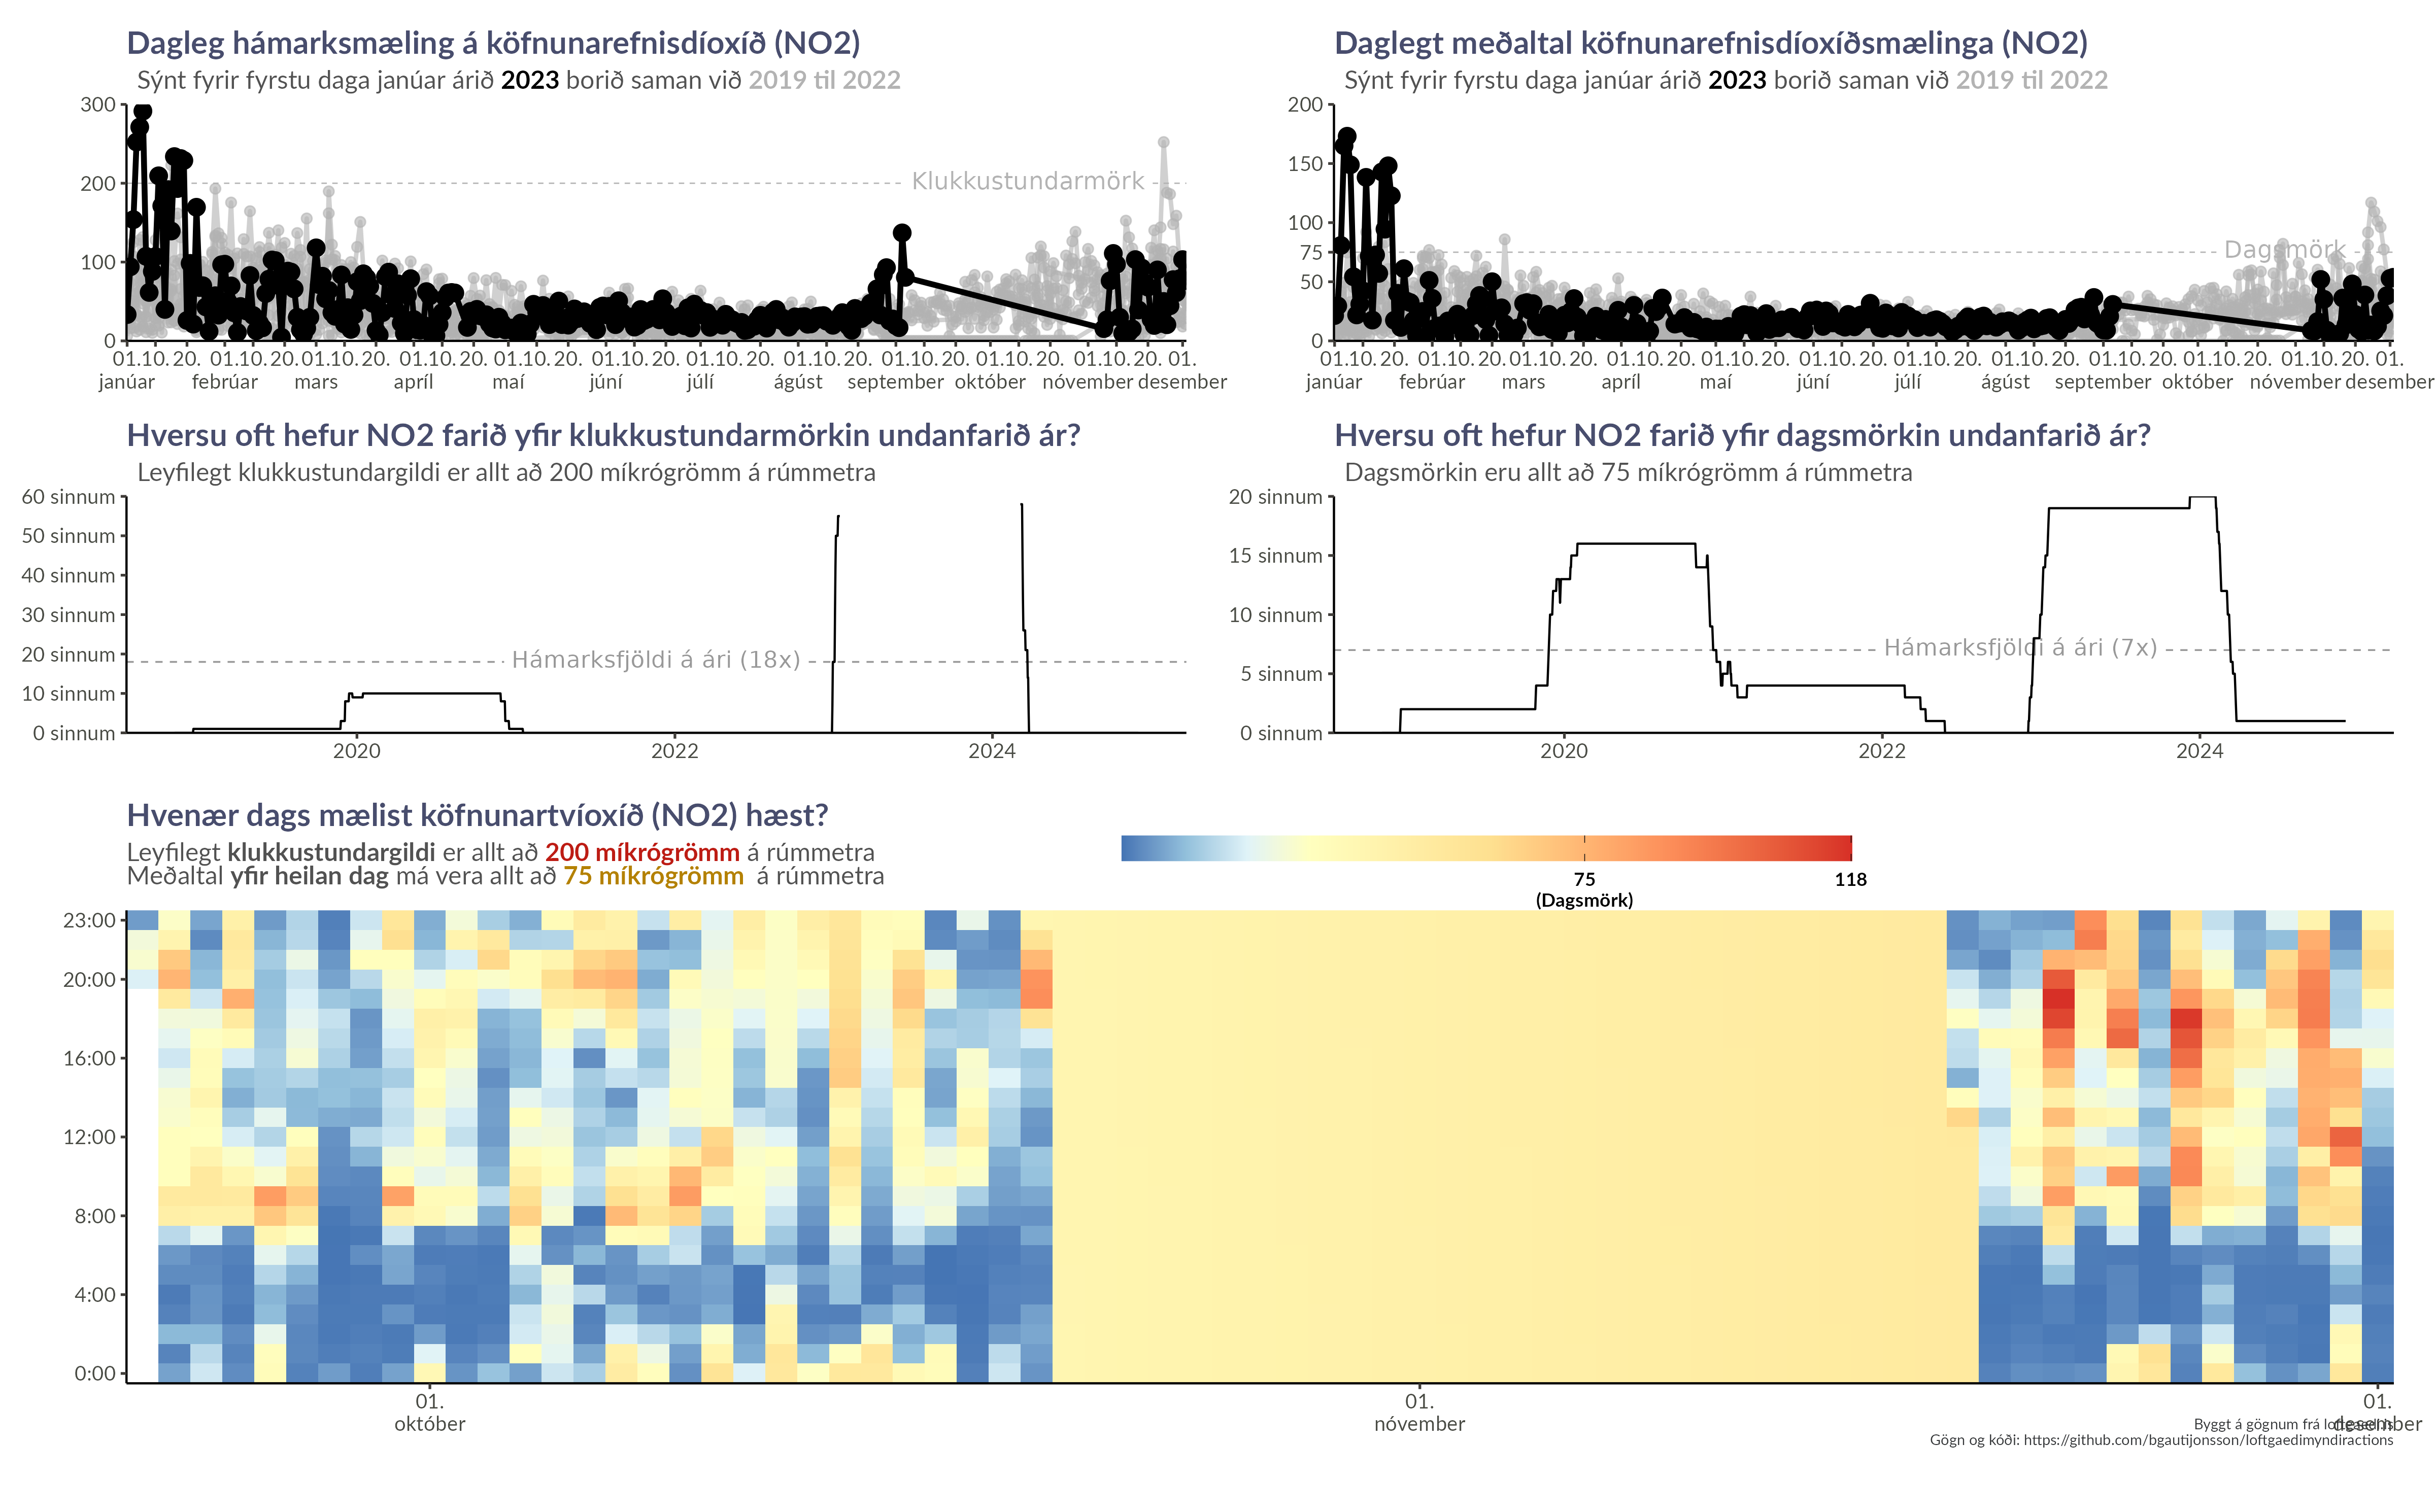 Dagleg hámarksmæling á köfnunarefnisdíoxíð (NO2)
Sýnt fyrir fyrstu daga janúar árið 2023 borið saman við 2019 til 2022
300
200
100
0
Klukkustundarmörk
01. 10. 20. 01. 10. 20. 01. 10. 20. 01. 10. 20. 01. 10. 20. 01. 10. 20. 01. 10. 20. 01. 10. 20. 01. 10. 20. 01. 10. 20. 01. 10. 20. 01.
janúar febrúar mars apríl maí júní júlí ágúst september október nóvember desember
Daglegt meðaltal köfnunarefnisdíoxíðsmælinga (NO2)
Sýnt fyrir fyrstu daga janúar árið 2023 borið saman við 2019 til 2022
200
150
100
75
50
0
Dagsmörk
01. 10. 20. 01. 10. 20. 01. 10. 20. 01. 10. 20. 01. 10. 20. 01. 10. 20. 01. 10. 20. 01. 10. 20. 01. 10. 20. 01. 10. 20. 01. 10. 20. 01.
janúar febrúar mars apríl maí júní júlí ágúst september október nóvember desember
Hversu oft hefur NO2 farið yfir klukkustundarmörkin undanfarið ár?
Leyfilegt klukkustundargildi er allt að 200 míkrógrömm á rúmmetra
60 sinnum
50 sinnum
40 sinnum
30 sinnum
20 sinnum
10 sinnum
0 sinnum
Hámarksfjöldi á ári (18x)
2020 2022 2024
Hversu oft hefur NO2 farið yfir dagsmörkin undanfarið ár?
Dagsmörkin eru allt að 75 míkrógrömm á rúmmetra
20 sinnum
15 sinnum
10 sinnum
5 sinnum
0 sinnum
Hámarksfjöldi á ári (7x)
2020 2022 2024
Hvenær dags mælist köfnunartvíoxíð (NO2) hæst?
Leyfilegt klukkustundargildi er allt að 200 míkrógrömm á rúmmetra
Meðaltal yfir heilan dag má vera allt að 75 míkrógrömm á rúmmetra
75 118
(Dagsmörk)
23:00
20:00
16:00
12:00
8:00
4:00
0:00
01. 01. 01.
október nóvember desember
Byggt á gögnum frá loftgaedi.is
Gögn og kóði: https://github.com/bgautijonsson/loftgaedimyndiractions